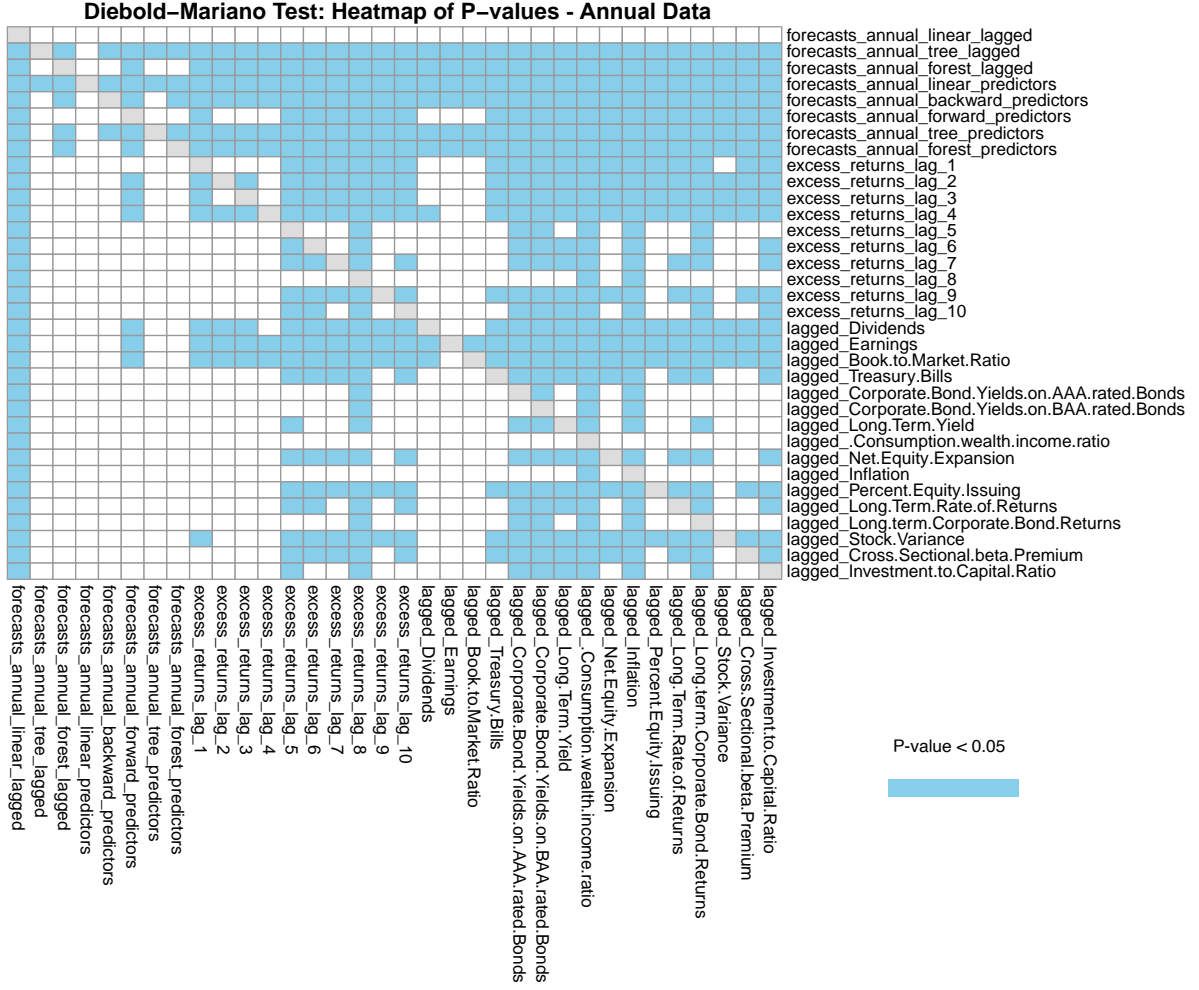 Diebold−Mariano Test: Heatmap of P−values - Annual Data
forecasts_annual_linear_lagged
forecasts_annual_tree_lagged
forecasts_annual_forest_lagged
forecasts_annual_linear_predictors
forecasts_annual_backward_predictors
forecasts_annual_forward_predictors
forecasts_annual_tree_predictors
forecasts_annual_forest_predictors
excess_returns_lag_1
excess_returns_lag_2
excess_returns_lag_3
excess_returns_lag_4
excess_returns_lag_5
excess_returns_lag_6
excess_returns_lag_7
excess_returns_lag_8
excess_returns_lag_9
excess_returns_lag_10
lagged_Dividends
lagged_Earnings
lagged_Book.to.Market.Ratio
lagged_Treasury.Bills
lagged_Corporate.Bond.Yields.on.AAA.rated.Bonds
lagged_Corporate.Bond.Yields.on.BAA.rated.Bonds
lagged_Long.Term.Yield
lagged_.Consumption.wealth.income.ratio
lagged_Net.Equity.Expansion
lagged_Inflation
lagged_Percent.Equity.Issuing
lagged_Long.Term.Rate.of.Returns
lagged_Long.term.Corporate.Bond.Returns
lagged_Stock.Variance
lagged_Cross.Sectional.beta.Premium
lagged_Investment.to.Capital.Ratio
forecasts_annual_linear_lagged
forecasts_annual_tree_lagged
forecasts_annual_forest_lagged
forecasts_annual_linear_predictors
forecasts_annual_backward_predictors
forecasts_annual_forward_predictors
forecasts_annual_tree_predictors
forecasts_annual_forest_predictors
excess_returns_lag_1
excess_returns_lag_2
excess_returns_lag_3
excess_returns_lag_4
excess_returns_lag_5
excess_returns_lag_6
excess_returns_lag_7
excess_returns_lag_8
excess_returns_lag_9
excess_returns_lag_10
lagged_Dividends
lagged_Earnings
lagged_Book.to.Market.Ratio
lagged_Treasury.Bills
lagged_Corporate.Bond.Yields.on.AAA.rated.Bonds
lagged_Corporate.Bond.Yields.on.BAA.rated.Bonds
lagged_Long.Term.Yield
lagged_.Consumption.wealth.income.ratio
lagged_Net.Equity.Expansion
lagged_Inflation
lagged_Percent.Equity.Issuing
lagged_Long.Term.Rate.of.Returns
lagged_Long.term.Corporate.Bond.Returns
lagged_Stock.Variance
lagged_Cross.Sectional.beta.Premium
lagged_Investment.to.Capital.Ratio
P-value < 0.05